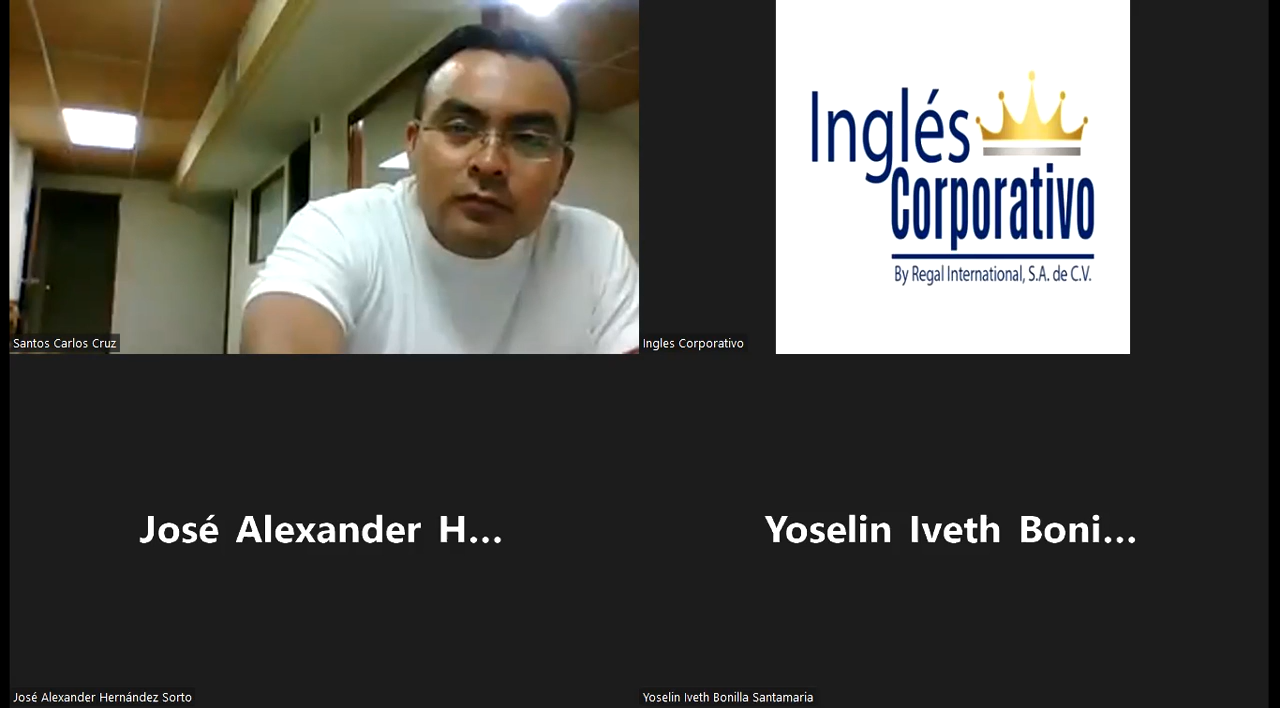 Inglés
Corporativo
By Regal International, S.A. de C.V.
Santos Carlos Cruz
Ingles Corporativo
José Alexander H...
Yoselin Iveth Boni...
José Alexander Hernández Sorto
Yoselin Iveth Bonilla Santamaria